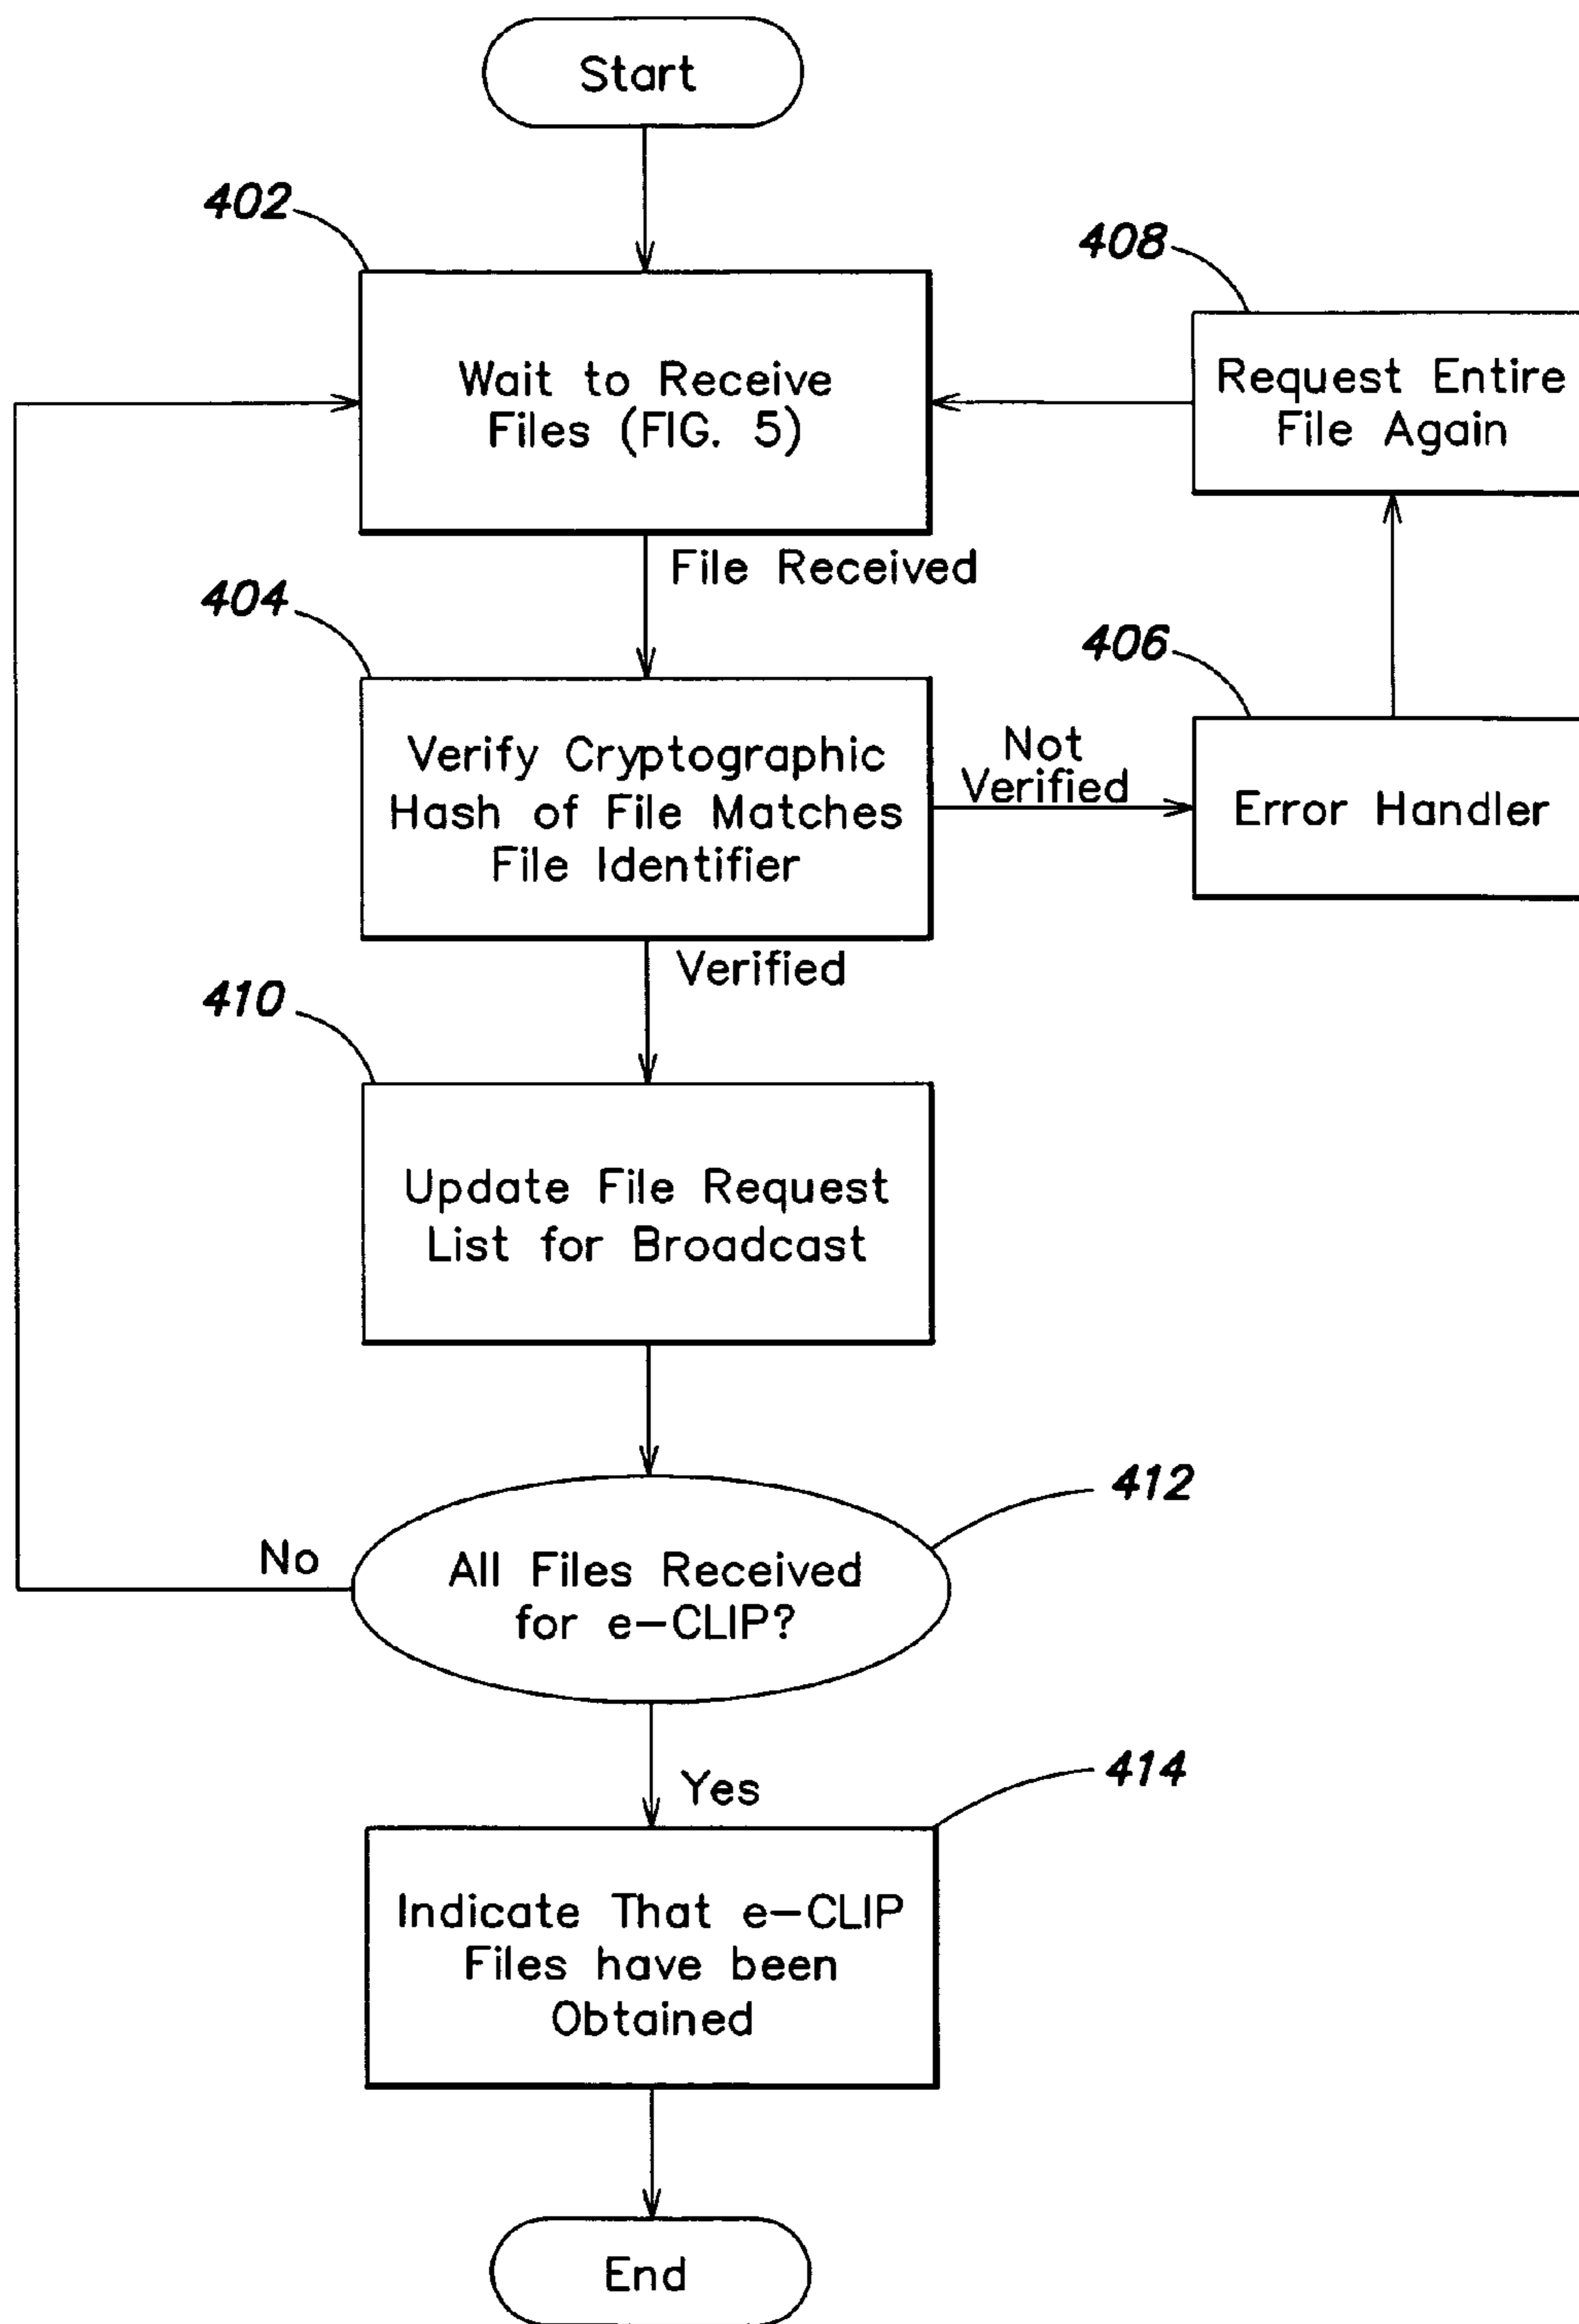 Start
402
Wait to Receive
Files (FIG. 5)
408
Request Entire
File Again
File Received
404
Verify Cryptographic
Hash of File Matches
File Identifier
Not
Verified
406
Error Handler
Verified
410
Update File Request
List for Broadcast
412
All Files Received
for e-CLIP?
No
Yes
414
Indicate That e-CLIP
Files have been
Obtained
End